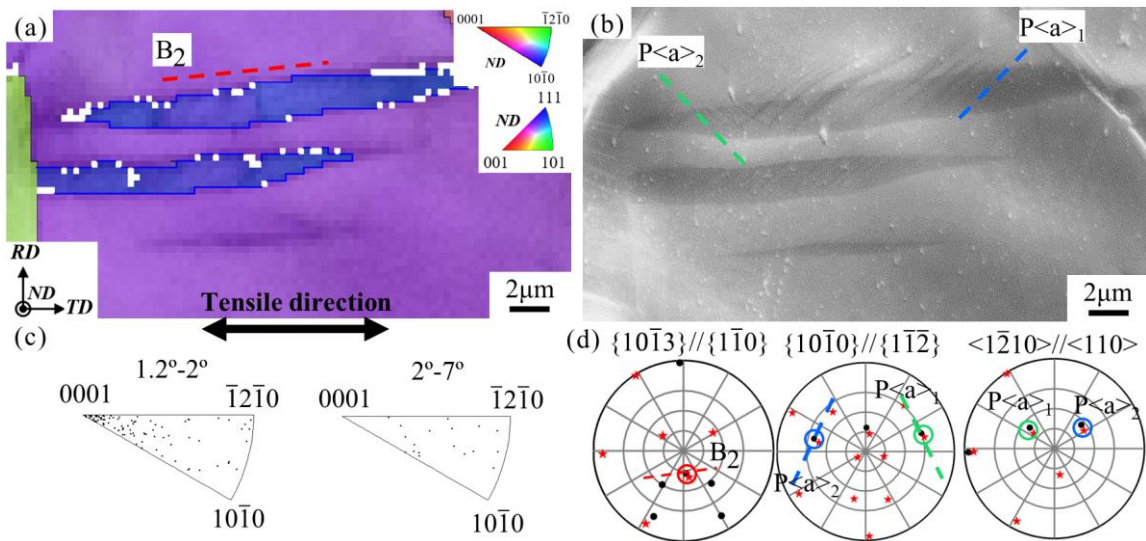 (a)
B₂
0001
1̅21̅0
ND
101̅0
111
ND
001
101
RD
ND
TD
2μm
Tensile direction
(b)
P<a>₂
P<a>₁
2μm
(c)
1.2º-2º
0001
1̅21̅0
101̅0
2º-7º
0001
1̅21̅0
101̅0
(d)
{101̅3}//{11̅0}
B₂
{101̅0}//{11̅2̅}
P<a>₁
P<a>₂
<12̅10>//<110>
P<a>₁
P<a>₂